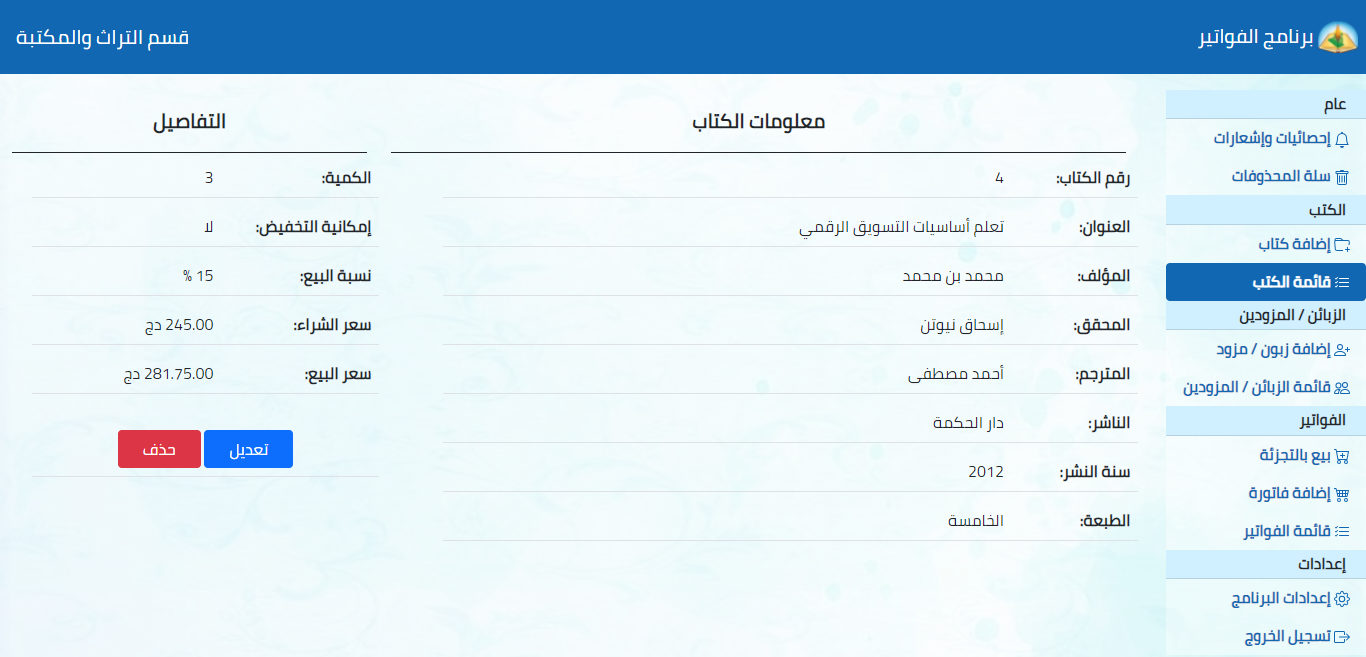 برنامج الفواتير
قسم التراث والمكتبة
عام
إحصائيات وإشعارات
سلة المحذوفات
الكتب
إضافة كتاب
قائمة الكتب
الزبائن / المزودين
إضافة زبون / مزود
قائمة الزبائن / المزودين
الفواتير
بيع بالتجزئة
إضافة فاتورة
قائمة الفواتير
إعدادات
إعدادات البرنامج
تسجيل الخروج
معلومات الكتاب
رقم الكتاب: 4
العنوان: تعلم أساسيات التسويق الرقمي
المؤلف: محمد بن محمد
المحقق: إسحاق نيوتن
المترجم: أحمد مصطفى
الناشر: دار الحكمة
سنة النشر: 2012
الطبعة: الخامسة
التفاصيل
الكمية: 3
إمكانية التخفيض: لا
نسبة البيع: 15 %
سعر الشراء: 245.00 دج
سعر البيع: 281.75.00 دج
تعديل
حذف